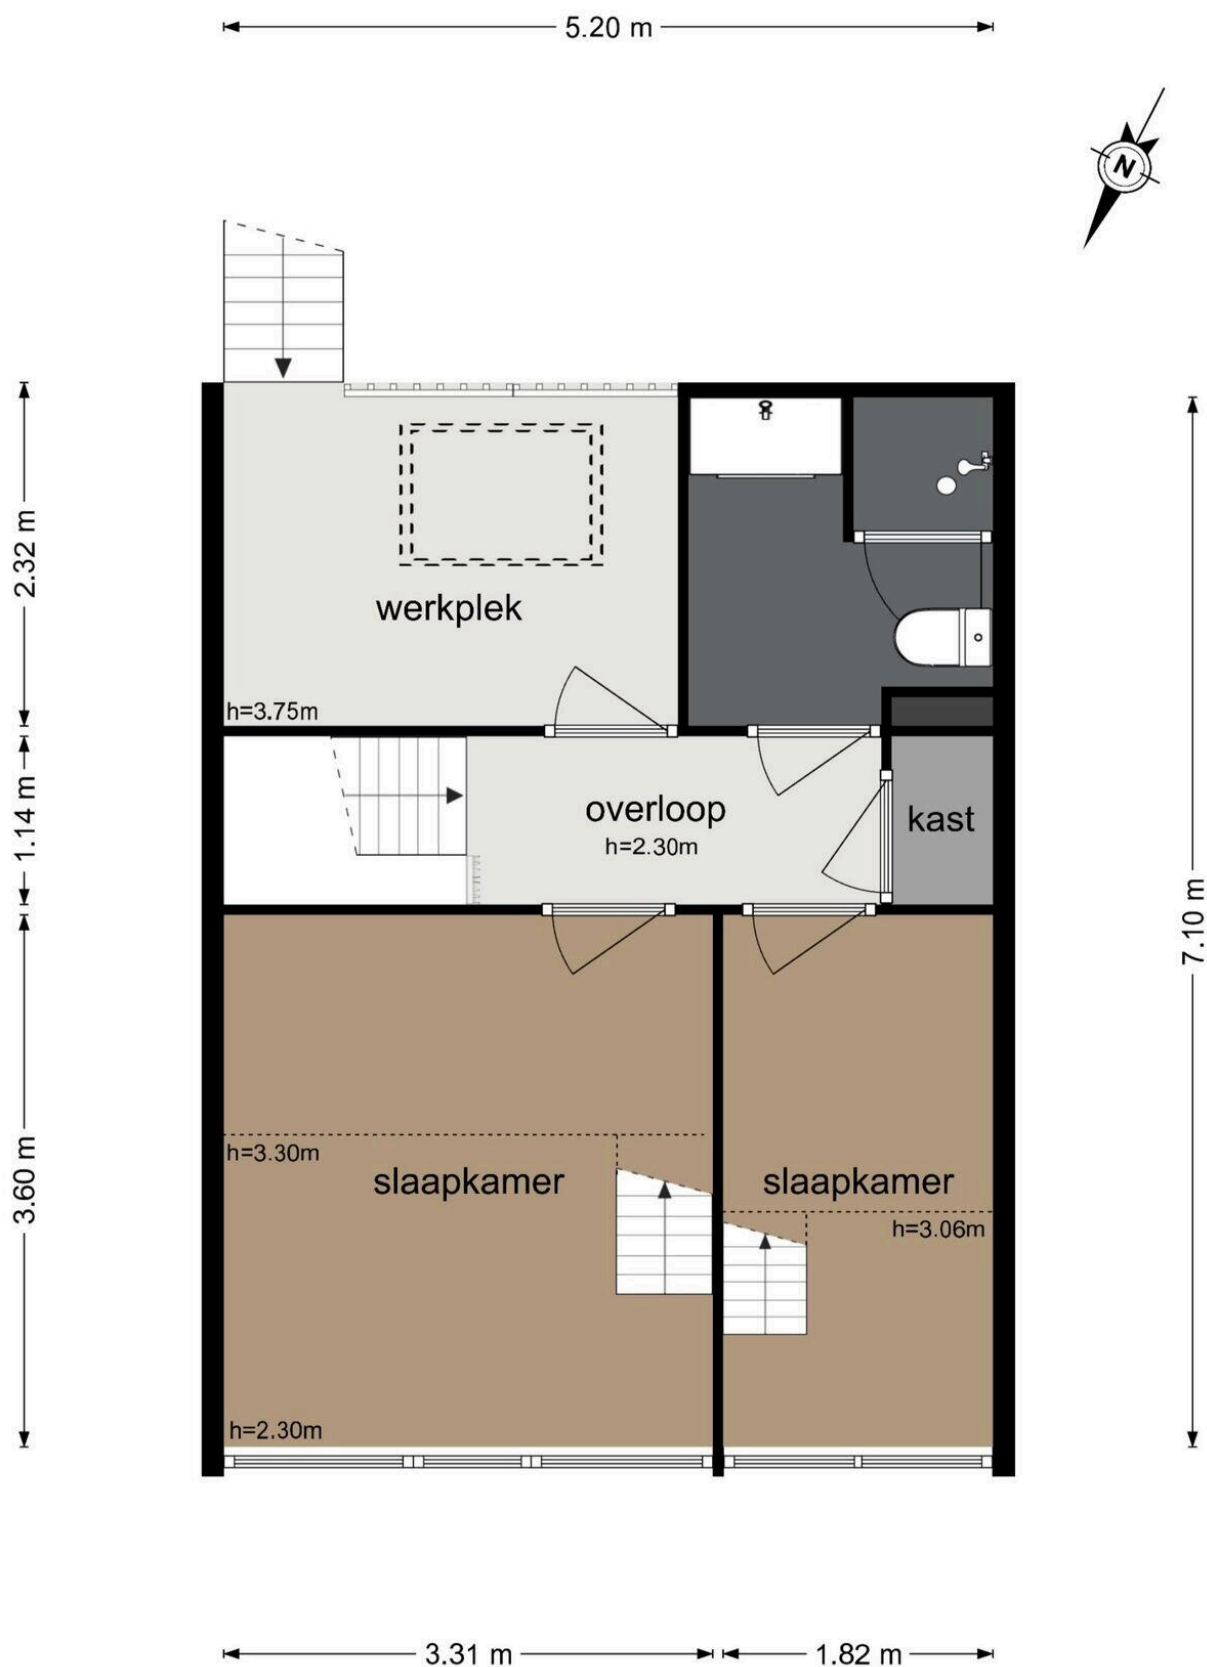 5.20 m
N
2.32 m
werkplek
h=3.75m
1.14 m
overloop
h=2.30m
kast
7.10 m
3.60 m
h=3.30m
slaapkamer
slaapkamer
h=3.06m
h=2.30m
3.31 m
1.82 m